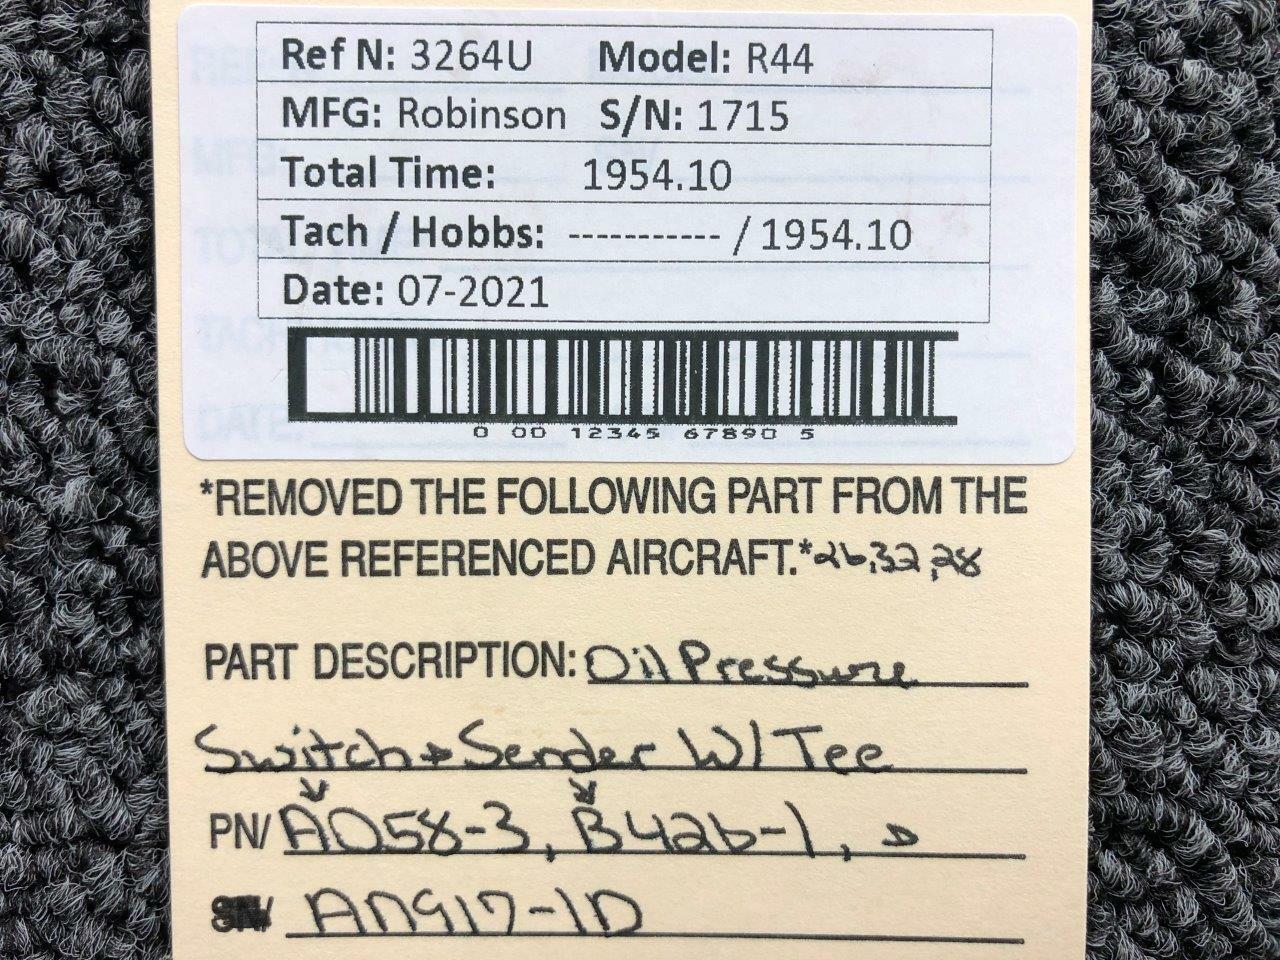 Ref N: 3264U Model: R44
MFG: Robinson S/N: 1715
Total Time: 1954.10
Tach / Hobbs: ----------- / 1954.10
Date: 07-2021
0 00 12345 67890 5
*REMOVED THE FOLLOWING PART FROM THE
ABOVE REFERENCED AIRCRAFT.* 26,32,28
PART DESCRIPTION: Oil Pressure
Switch + Sender W/ Tee
PN/ A058-3, B426-1,
SN/ AN917-1D